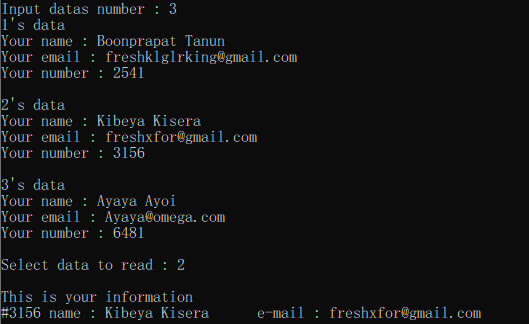 Input datas number : 3
1's data
Your name : Boonprapat Tanun
Your email : freshklglrking@gmail.com
Your number : 2541
2's data
Your name : Kibeya Kisera
Your email : freshxfor@gmail.com
Your number : 3156
3's data
Your name : Ayaya Ayoi
Your email : Ayaya@omega.com
Your number : 6481
Select data to read : 2
This is your information
#3156 name : Kibeya Kisera e-mail : freshxfor@gmail.com